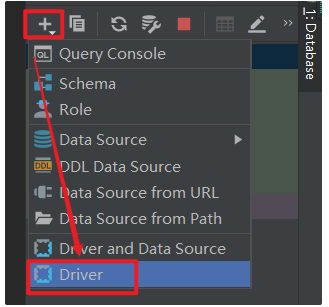 1: Database
QL Query Console
Schema
Role
Data Source
DDL DDL Data Source
Data Source from URL
Data Source from Path
Driver and Data Source
Driver